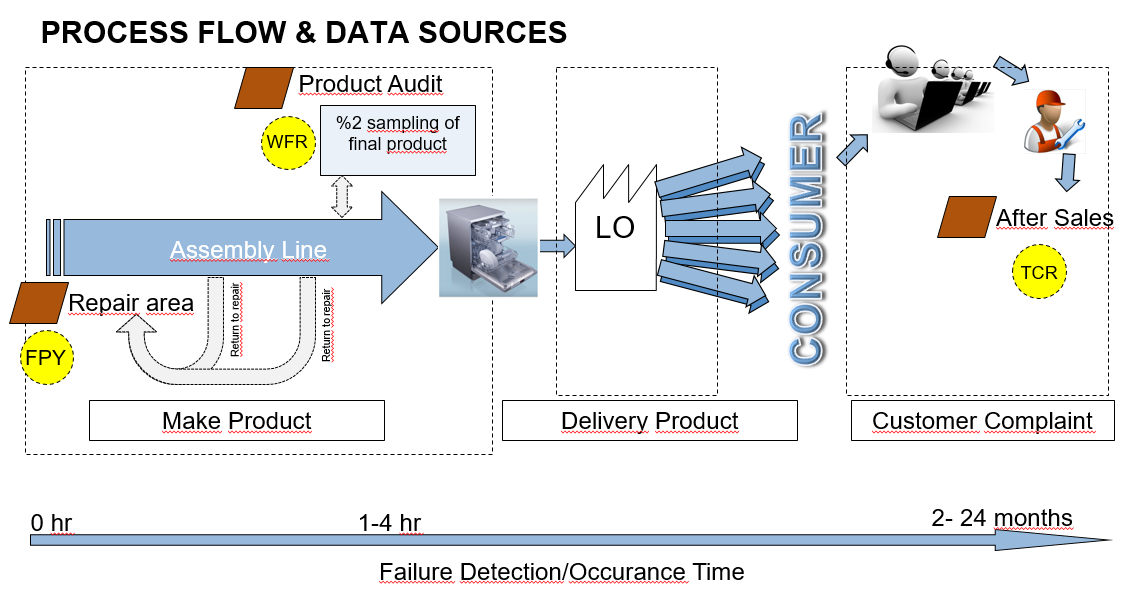 PROCESS FLOW & DATA SOURCES
Product Audit
WFR
%2 sampling of
final product
Assembly Line
Repair area
FPY
Return to repair
Return to repair
Make Product
LO
Delivery Product
CONSUMER
After Sales
TCR
Customer Complaint
0 hr
1-4 hr
2- 24 months
Failure Detection/Occurance Time